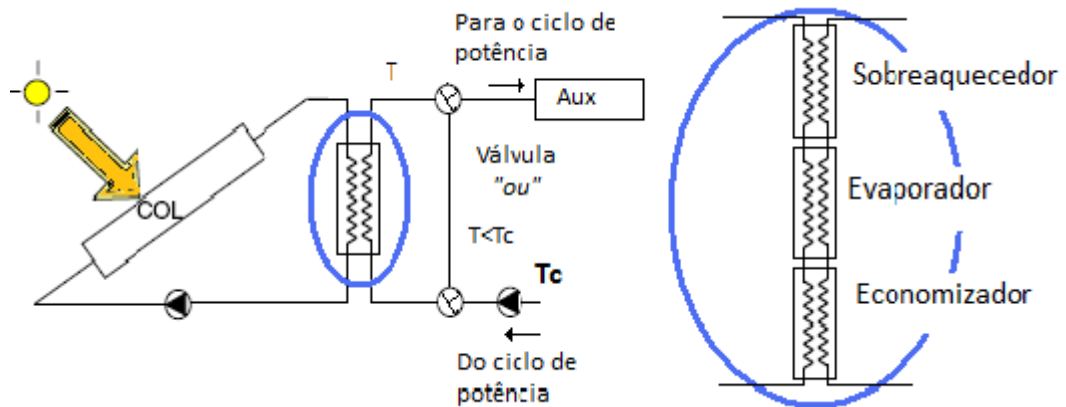 Para o ciclo de
potência
T
Aux
Válvula
"ou"
COL
T<Tc
Tc
Do ciclo de
potência
Sobreaquecedor
Evaporador
Economizador